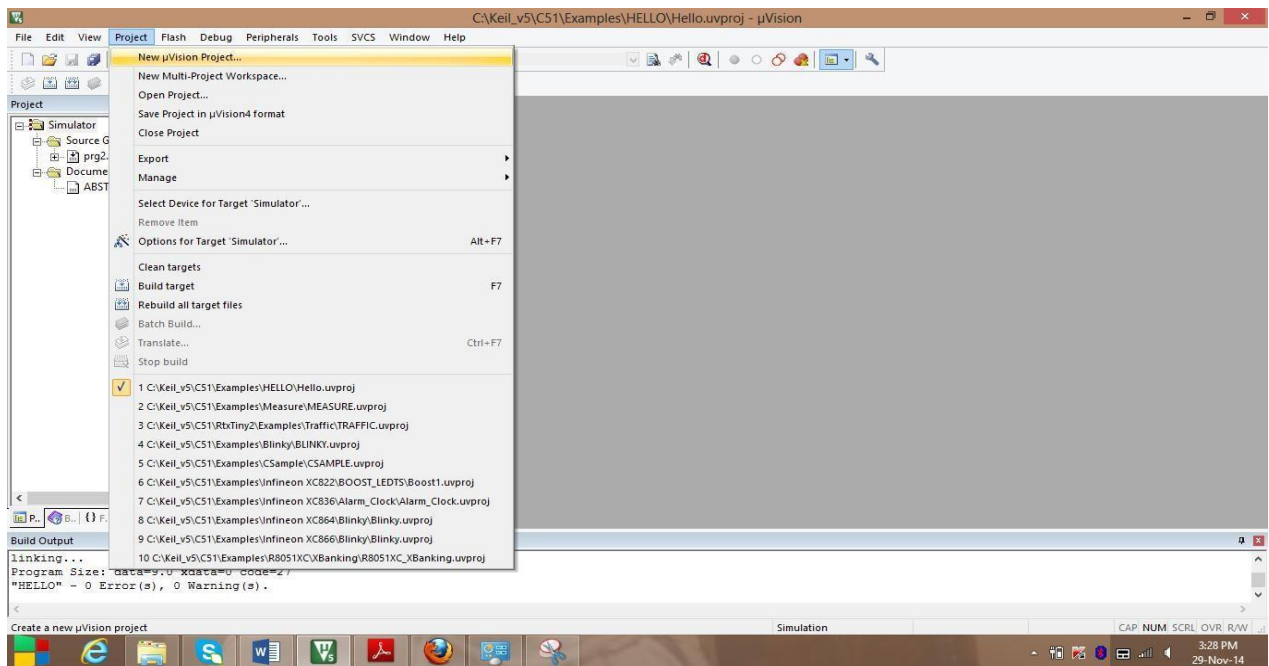 C:\Keil_v5\C51\Examples\HELLO\Hello.uvproj - µVision
File Edit View Project Flash Debug Peripherals Tools SVCS Window Help
New µVision Project...
New Multi-Project Workspace...
Open Project...
Save Project in µVision4 format
Close Project
Export
Manage
Select Device for Target 'Simulator'...
Remove Item
Options for Target 'Simulator'... Alt+F7
Clean targets
Build target F7
Rebuild all target files
Batch Build...
Translate... Ctrl+F7
Stop build
1 C:\Keil_v5\C51\Examples\HELLO\Hello.uvproj
2 C:\Keil_v5\C51\Examples\Measure\MEASURE.uvproj
3 C:\Keil_v5\C51\RtxTiny2\Examples\Traffic\TRAFFIC.uvproj
4 C:\Keil_v5\C51\Examples\Blinky\BLINKY.uvproj
5 C:\Keil_v5\C51\Examples\CSample\CSAMPLE.uvproj
6 C:\Keil_v5\C51\Examples\Infineon XC822\BOOST_LEDTS\Boost1.uvproj
7 C:\Keil_v5\C51\Examples\Infineon XC836\Alarm_Clock\Alarm_Clock.uvproj
8 C:\Keil_v5\C51\Examples\Infineon XC864\Blinky\Blinky.uvproj
9 C:\Keil_v5\C51\Examples\Infineon XC866\Blinky\Blinky.uvproj
10 C:\Keil_v5\C51\Examples\R8051XC\XBanking\R8051XC_XBanking.uvproj
Project
Simulator
Source G
prg2.
Docume
ABST
P.. B.. {} F.
Build Output
linking...
Program Size: data=9.0 xdata=0 code=27
"HELLO" - 0 Error(s), 0 Warning(s).
Create a new µVision project Simulation CAP NUM SCRL OVR R/W
3:28 PM
29-Nov-14